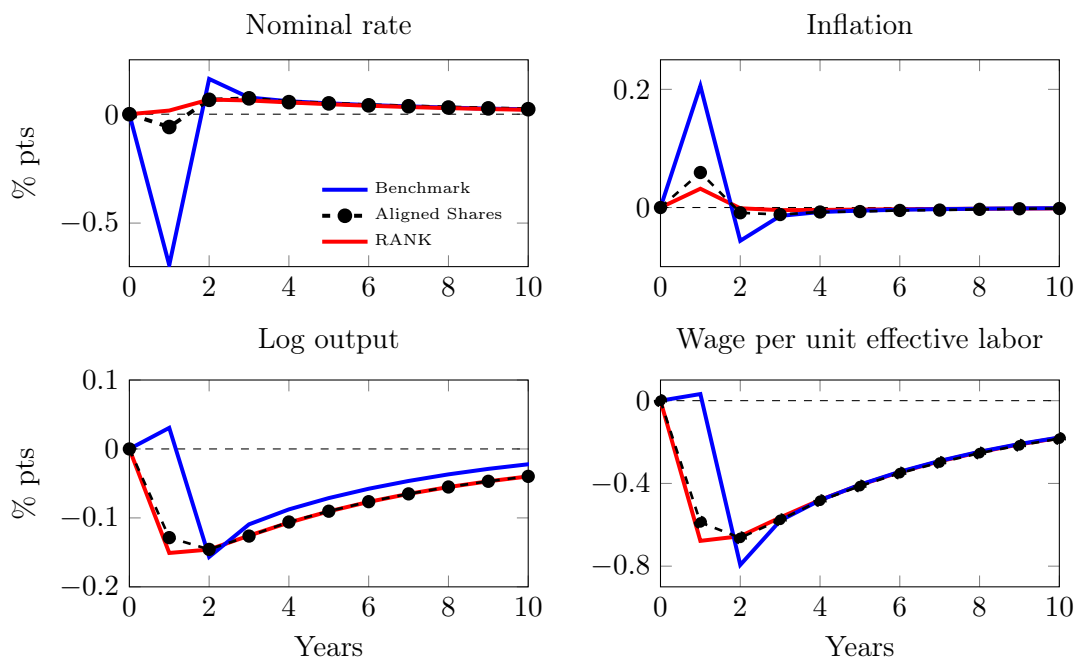 Nominal rate
% pts
0
−0.5
0 2 4 6 8 10
Benchmark
Aligned Shares
RANK
Inflation
0.2
0
0 2 4 6 8 10
Log output
% pts
0.1
0
−0.1
−0.2
0 2 4 6 8 10
Years
Wage per unit effective labor
0
−0.4
−0.8
0 2 4 6 8 10
Years